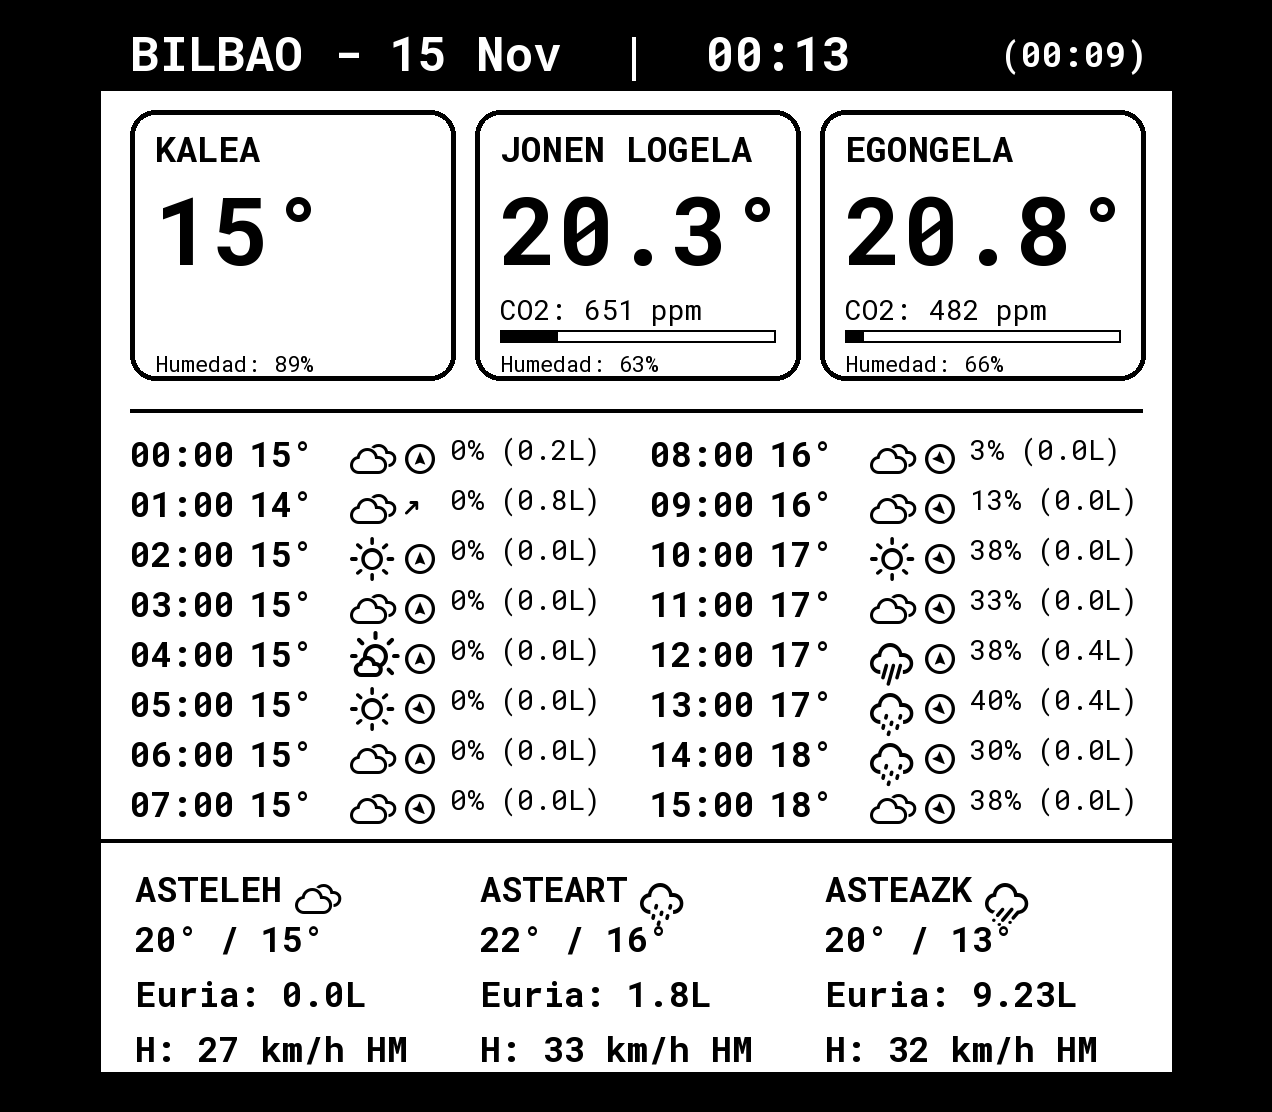 BILBAO - 15 Nov | 00:13 (00:09)
KALEA
15°
Humedad: 89%
JONEN LOGELA
20.3°
CO2: 651 ppm
Humedad: 63%
EGONGELA
20.8°
CO2: 482 ppm
Humedad: 66%
00:00 15° 0% (0.2L)
01:00 14° 0% (0.8L)
02:00 15° 0% (0.0L)
03:00 15° 0% (0.0L)
04:00 15° 0% (0.0L)
05:00 15° 0% (0.0L)
06:00 15° 0% (0.0L)
07:00 15° 0% (0.0L)
08:00 16° 3% (0.0L)
09:00 16° 13% (0.0L)
10:00 17° 38% (0.0L)
11:00 17° 33% (0.0L)
12:00 17° 38% (0.4L)
13:00 17° 40% (0.4L)
14:00 18° 30% (0.0L)
15:00 18° 38% (0.0L)
ASTELEH
20° / 15°
Euria: 0.0L
H: 27 km/h HM
ASTEART
22° / 16°
Euria: 1.8L
H: 33 km/h HM
ASTEAZK
20° / 13°
Euria: 9.23L
H: 32 km/h HM